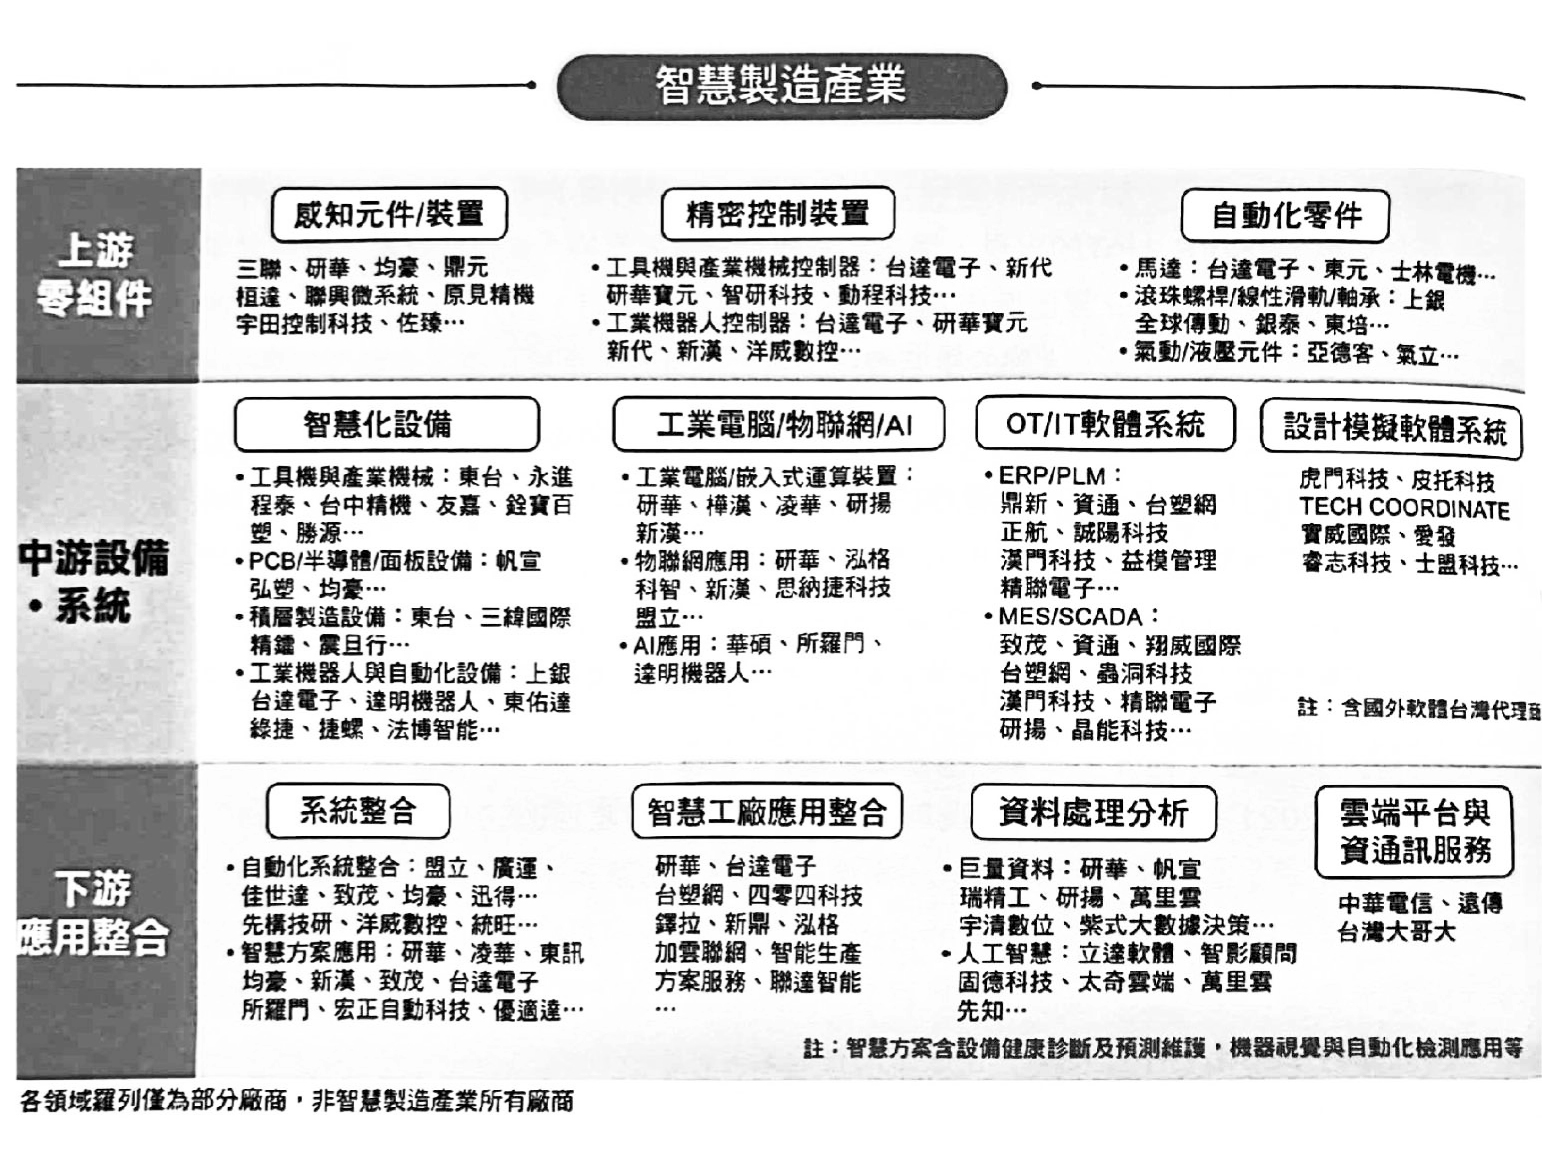 智慧製造產業
上游
零組件
感知元件/裝置
三聯、研華、均豪、鼎元
桓達、聯興微系統、原見精機
宇田控制科技、佐臻…
精密控制裝置
•工具機與產業機械控制器：台達電子、新代
研華寶元、智研科技、動程科技…
•工業機器人控制器：台達電子、研華寶元
新代、新漢、洋威數控…
自動化零件
•馬達：台達電子、東元、士林電機…
•滾珠螺桿/線性滑軌/軸承：上銀
全球傳動、銀泰、東培…
•氣動/液壓元件：亞德客、氣立…
中游設備
•系統
智慧化設備
•工具機與產業機械：東台、永進
程泰、台中精機、友嘉、銓寶百
塑、勝源…
•PCB/半導體/面板設備：帆宣
弘塑、均豪…
•積層製造設備：東台、三緯國際
精鐳、震旦行…
•工業機器人與自動化設備：上銀
台達電子、達明機器人、東佑達
綠捷、捷螺、法博智能…
工業電腦/物聯網/AI
•工業電腦/嵌入式運算裝置：
研華、樺漢、凌華、研揚
新漢…
•物聯網應用：研華、泓格
科智、新漢、思納捷科技
盟立…
•AI應用：華碩、所羅門、
達明機器人…
OT/IT軟體系統
•ERP/PLM：
鼎新、資通、台塑網
正航、誠陽科技
漢門科技、益模管理
精聯電子…
•MES/SCADA：
致茂、資通、翔威國際
台塑網、蟲洞科技
漢門科技、精聯電子
研揚、晶能科技…
設計模擬軟體系統
虎門科技、皮托科技
TECH COORDINATE
實威國際、愛發
睿志科技、士盟科技…
註：含國外軟體台灣代理商
下游
應用整合
系統整合
•自動化系統整合：盟立、廣運、
佳世達、致茂、均豪、迅得…
先構技研、洋威數控、統旺…
•智慧方案應用：研華、凌華、東訊
均豪、新漢、致茂、台達電子
所羅門、宏正自動科技、優適達…
智慧工廠應用整合
研華、台達電子
台塑網、四零四科技
鐸拉、新鼎、泓格
加雲聯網、智能生產
方案服務、聯達智能
…
資料處理分析
•巨量資料：研華、帆宣
瑞精工、研揚、萬里雲
宇清數位、紫式大數據決策…
•人工智慧：立達軟體、智影顧問
固德科技、太奇雲端、萬里雲
先知…
雲端平台與
資通訊服務
中華電信、遠傳
台灣大哥大
註：智慧方案含設備健康診斷及預測維護，機器視覺與自動化檢測應用等
各領域羅列僅為部分廠商，非智慧製造產業所有廠商